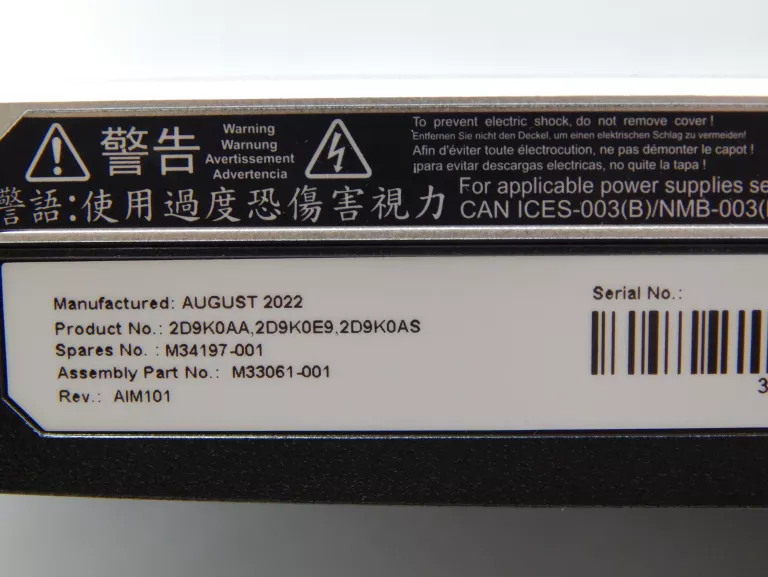 警告
Warning
Warnung
Avertissement
Advertencia
To prevent electric shock, do not remove cover !
Entfernen Sie nicht den Deckel, um einen elektrischen Schlag zu vermeiden!
Afin d'éviter toute électrocution, ne pas démonter le capot !
¡para evitar descargas electricas, no quite la tapa !
警語:使用過度恐傷害視力
For applicable power supplies se
CAN ICES-003(B)/NMB-003(
Manufactured: AUGUST 2022
Product No.: 2D9K0AA,2D9K0E9,2D9K0AS
Spares No. : M34197-001
Assembly Part No.: M33061-001
Rev.: AIM101
Serial No.:
3